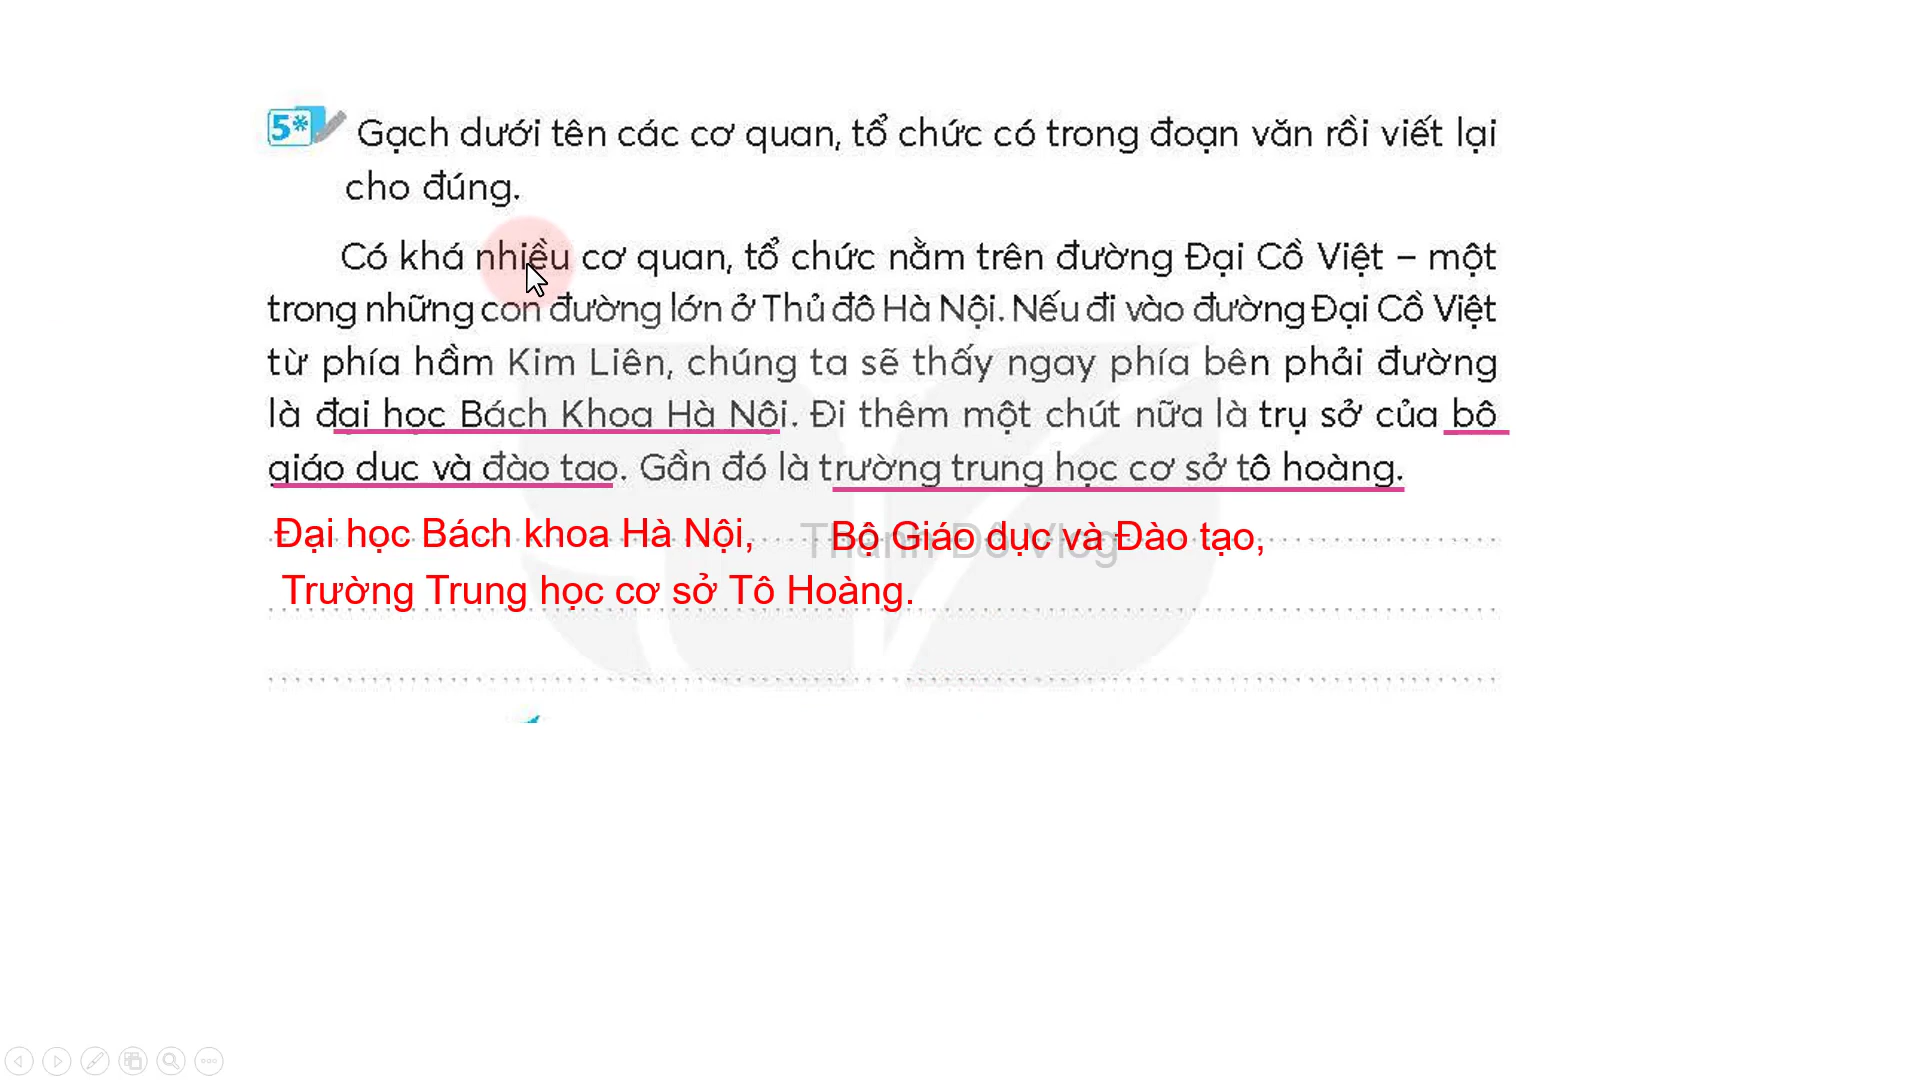 5* Gạch dưới tên các cơ quan, tổ chức có trong đoạn văn rồi viết lại
cho đúng.
Có khá nhiều cơ quan, tổ chức nằm trên đường Đại Cồ Việt – một
trong những con đường lớn ở Thủ đô Hà Nội. Nếu đi vào đường Đại Cồ Việt
từ phía hầm Kim Liên, chúng ta sẽ thấy ngay phía bên phải đường
là đại học Bách Khoa Hà Nội. Đi thêm một chút nữa là trụ sở của bộ
giáo dục và đào tạo. Gần đó là trường trung học cơ sở tô hoàng.
Đại học Bách khoa Hà Nội, Bộ Giáo dục và Đào tạo,
Thanh Đô Vlog
Trường Trung học cơ sở Tô Hoàng.